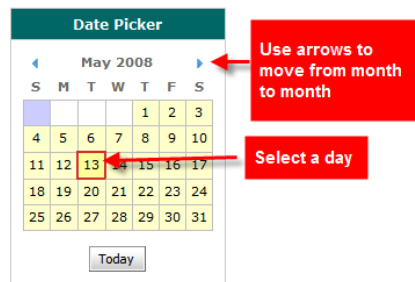 Date Picker
May 2008
S M T W T F S
1 2 3
4 5 6 7 8 9 10
11 12 13 14 15 16 17
18 19 20 21 22 23 24
25 26 27 28 29 30 31
Today
Use arrows to
move from month
to month
Select a day